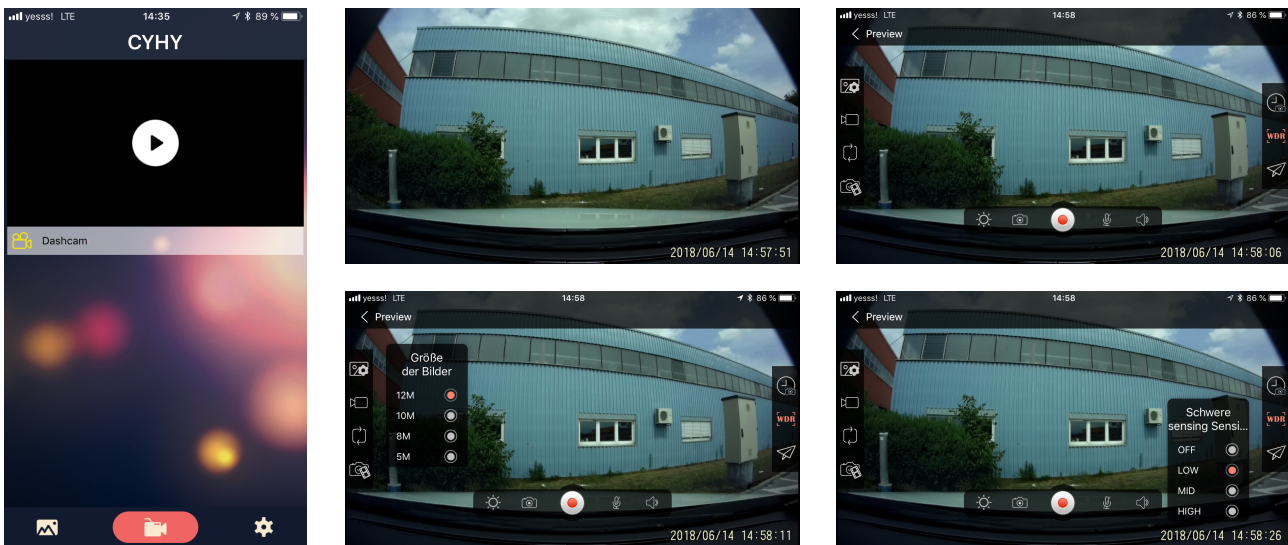 yesss! LTE 14:35 89 %
CYHY
Dashcam
2018/06/14 14:57:51
yesss! LTE 14:58 86 %
Preview
WDR
2018/06/14 14:58:06
yesss! LTE 14:58 86 %
Preview
Größe
der Bilder
12M
10M
8M
5M
WDR
2018/06/14 14:58:11
yesss! LTE 14:58 86 %
Preview
WDR
Schwere
sensing Sensi...
OFF
LOW
MID
HIGH
2018/06/14 14:58:26